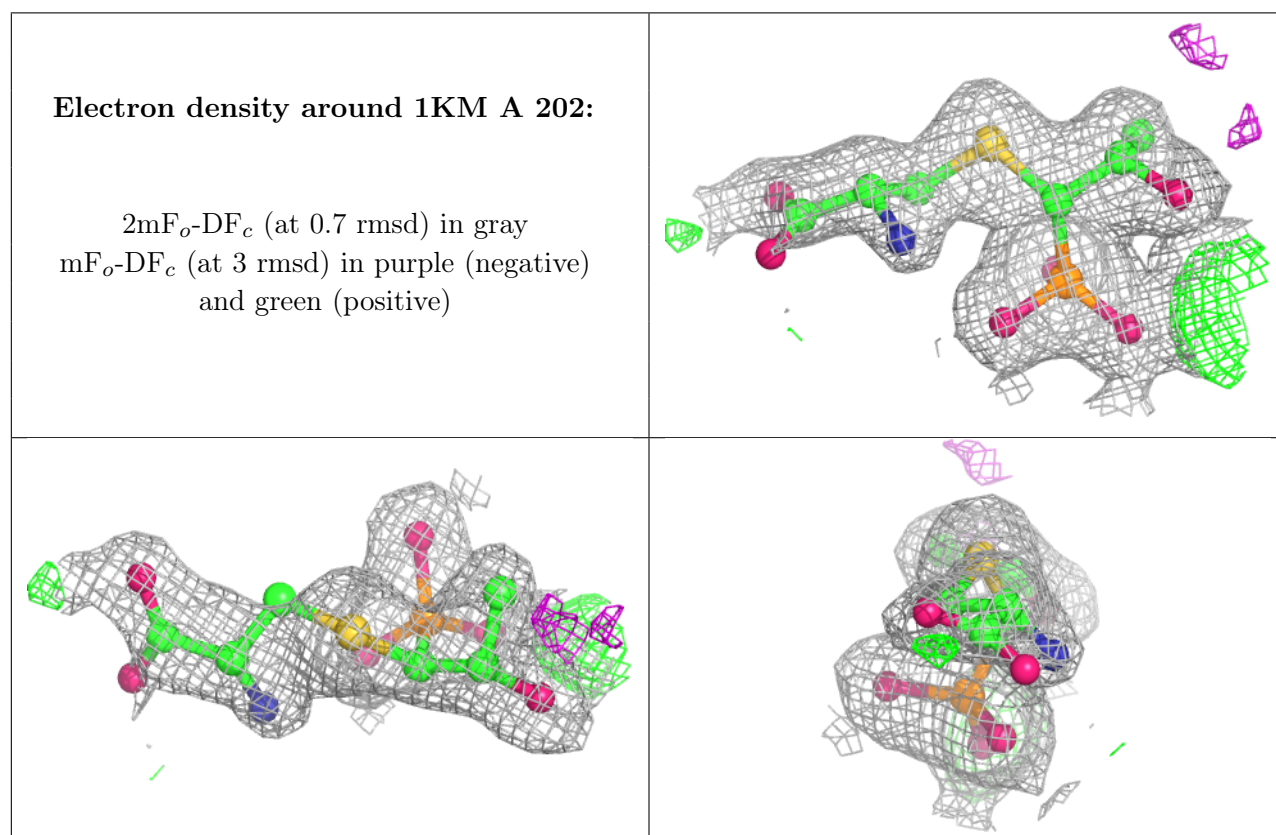 Electron density around 1KM A 202:
2mFo-DFc (at 0.7 rmsd) in gray
mFo-DFc (at 3 rmsd) in purple (negative)
and green (positive)